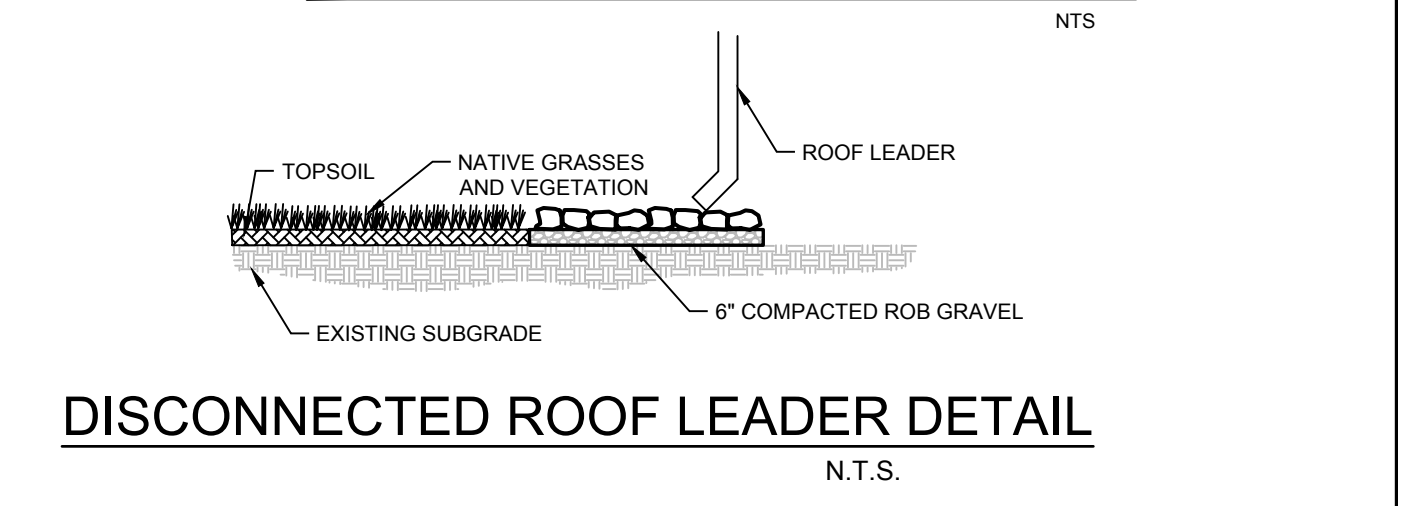 NTS
ROOF LEADER
TOPSOIL
NATIVE GRASSES
AND VEGETATION
6" COMPACTED ROB GRAVEL
EXISTING SUBGRADE
DISCONNECTED ROOF LEADER DETAIL
N.T.S.